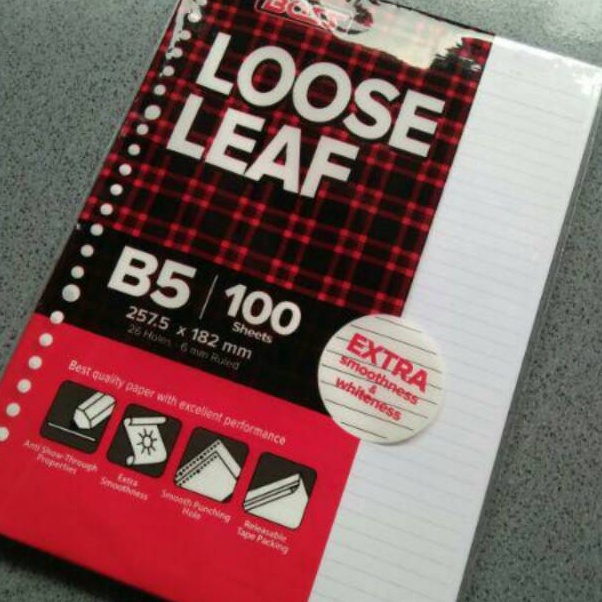 LOOSE
LEAF
B5 | 100
Sheets
257.5 x 182 mm
26 Holes · 6 mm Ruled
EXTRA
smoothness
&
whiteness
Best quality paper with excellent performance
Anti Show-Through
Properties
Extra
Smoothness
Smooth Punching
Hole
Releasable
Tape Packing